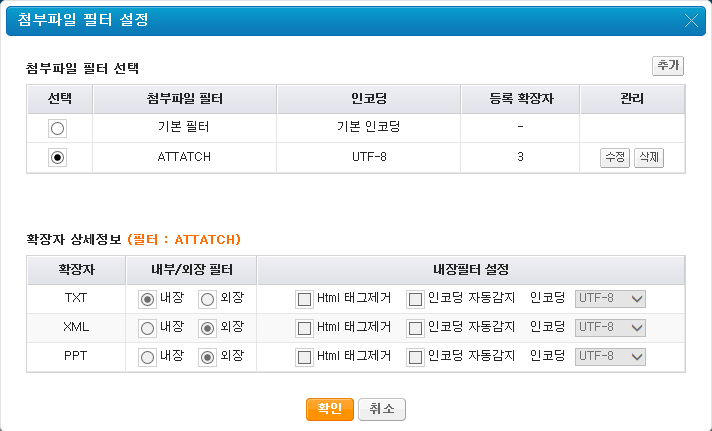 첨부파일 필터 설정
첨부파일 필터 선택 추가
선택 첨부파일 필터 인코딩 등록 확장자 관리
기본 필터 기본 인코딩 -
ATTATCH UTF-8 3 수정 삭제
확장자 상세정보 (필터 : ATTATCH)
확장자 내부/외장 필터 내장필터 설정
TXT 내장 외장 Html 태그제거 인코딩 자동감지 인코딩 UTF-8
XML 내장 외장 Html 태그제거 인코딩 자동감지 인코딩 UTF-8
PPT 내장 외장 Html 태그제거 인코딩 자동감지 인코딩 UTF-8
확인 취소